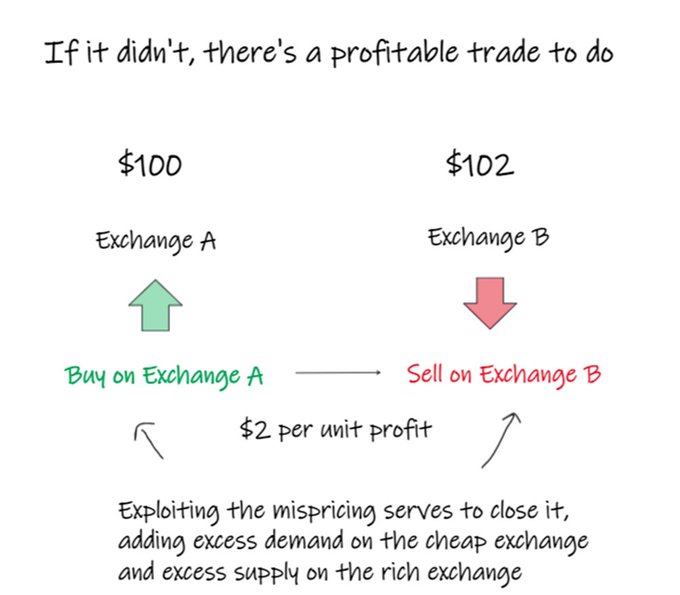 If it didn't, there's a profitable trade to do
$100
$102
Exchange A
Exchange B
Buy on Exchange A
Sell on Exchange B
$2 per unit profit
Exploiting the mispricing serves to close it,
adding excess demand on the cheap exchange
and excess supply on the rich exchange